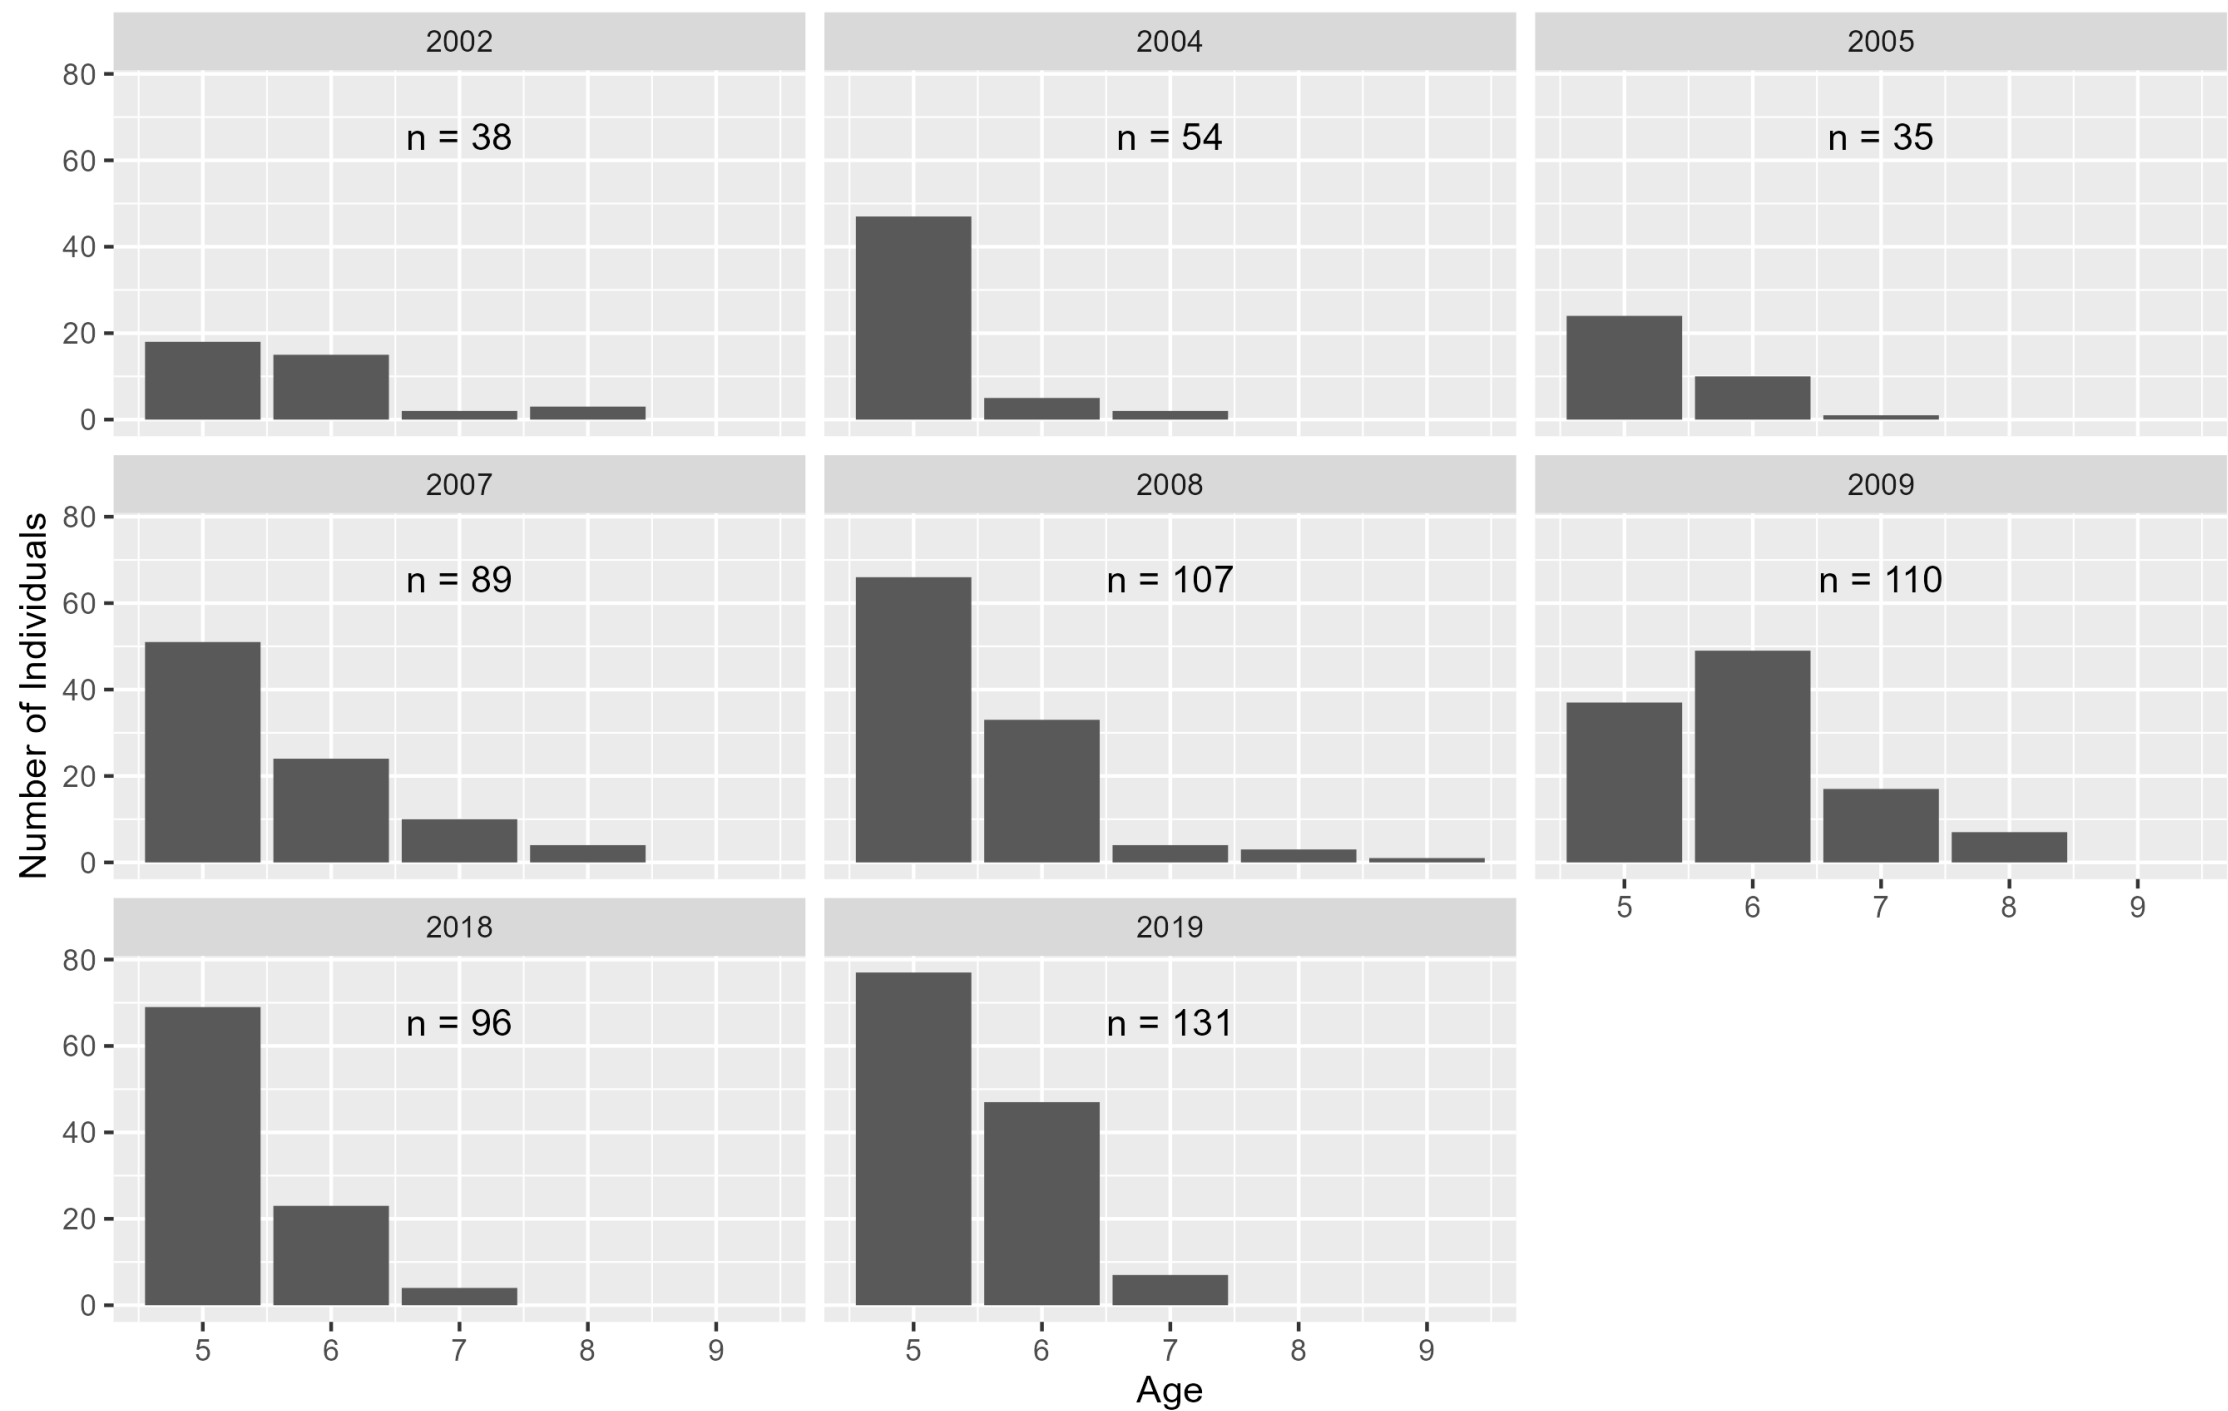 2002 2004 2005
80
n = 38 n = 54 n = 35
60
40
20
0
2007 2008 2009
80
n = 89 n = 107 n = 110
60
40
20
0
5 6 7 8 9
Number of Individuals
2018 2019
80
n = 96 n = 131
60
40
20
0
5 6 7 8 9 5 6 7 8 9
Age